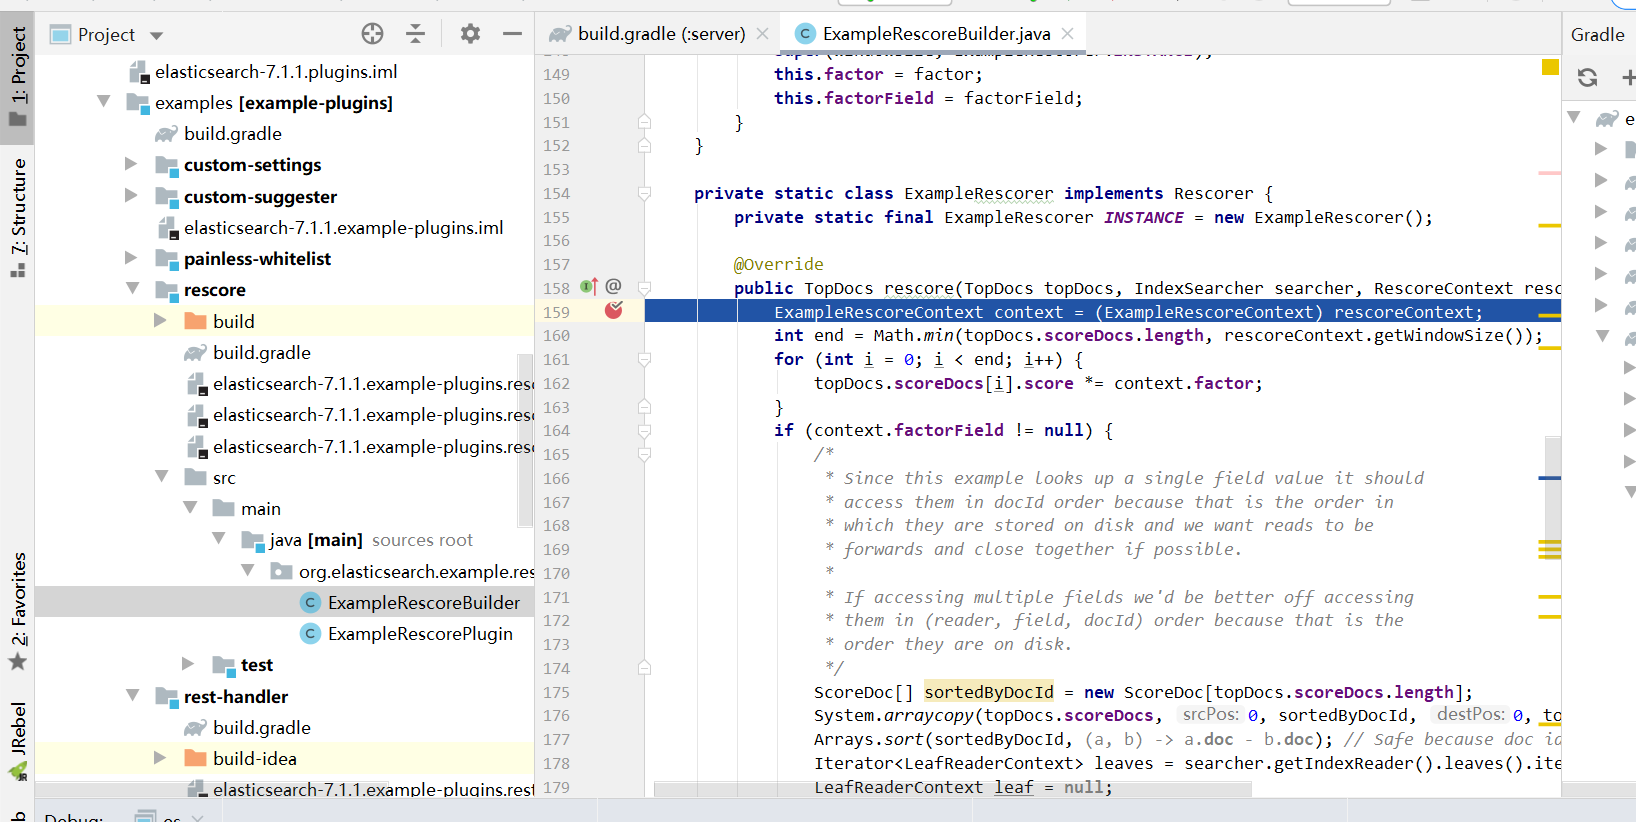 Project
build.gradle (:server)
ExampleRescoreBuilder.java
Gradle
1: Project
7: Structure
2: Favorites
JRebel
elasticsearch-7.1.1.plugins.iml
examples [example-plugins]
build.gradle
custom-settings
custom-suggester
elasticsearch-7.1.1.example-plugins.iml
painless-whitelist
rescore
build
build.gradle
elasticsearch-7.1.1.example-plugins.resc
elasticsearch-7.1.1.example-plugins.resc
elasticsearch-7.1.1.example-plugins.resc
src
main
java [main] sources root
org.elasticsearch.example.res
ExampleRescoreBuilder
ExampleRescorePlugin
test
rest-handler
build.gradle
build-idea
elasticsearch-7.1.1.example-plugins.rest
149 this.factor = factor;
150 this.factorField = factorField;
151 }
152 }
153
154 private static class ExampleRescorer implements Rescorer {
155 private static final ExampleRescorer INSTANCE = new ExampleRescorer();
156
157 @Override
158 public TopDocs rescore(TopDocs topDocs, IndexSearcher searcher, RescoreContext resc
159 ExampleRescoreContext context = (ExampleRescoreContext) rescoreContext;
160 int end = Math.min(topDocs.scoreDocs.length, rescoreContext.getWindowSize());
161 for (int i = 0; i < end; i++) {
162 topDocs.scoreDocs[i].score *= context.factor;
163 }
164 if (context.factorField != null) {
165 /*
166 * Since this example looks up a single field value it should
167 * access them in docId order because that is the order in
168 * which they are stored on disk and we want reads to be
169 * forwards and close together if possible.
170 *
171 * If accessing multiple fields we'd be better off accessing
172 * them in (reader, field, docId) order because that is the
173 * order they are on disk.
174 */
175 ScoreDoc[] sortedByDocId = new ScoreDoc[topDocs.scoreDocs.length];
176 System.arraycopy(topDocs.scoreDocs, srcPos: 0, sortedByDocId, destPos: 0, to
177 Arrays.sort(sortedByDocId, (a, b) -> a.doc - b.doc); // Safe because doc id
178 Iterator<LeafReaderContext> leaves = searcher.getIndexReader().leaves().ite
179 LeafReaderContext leaf = null;
Debug: es